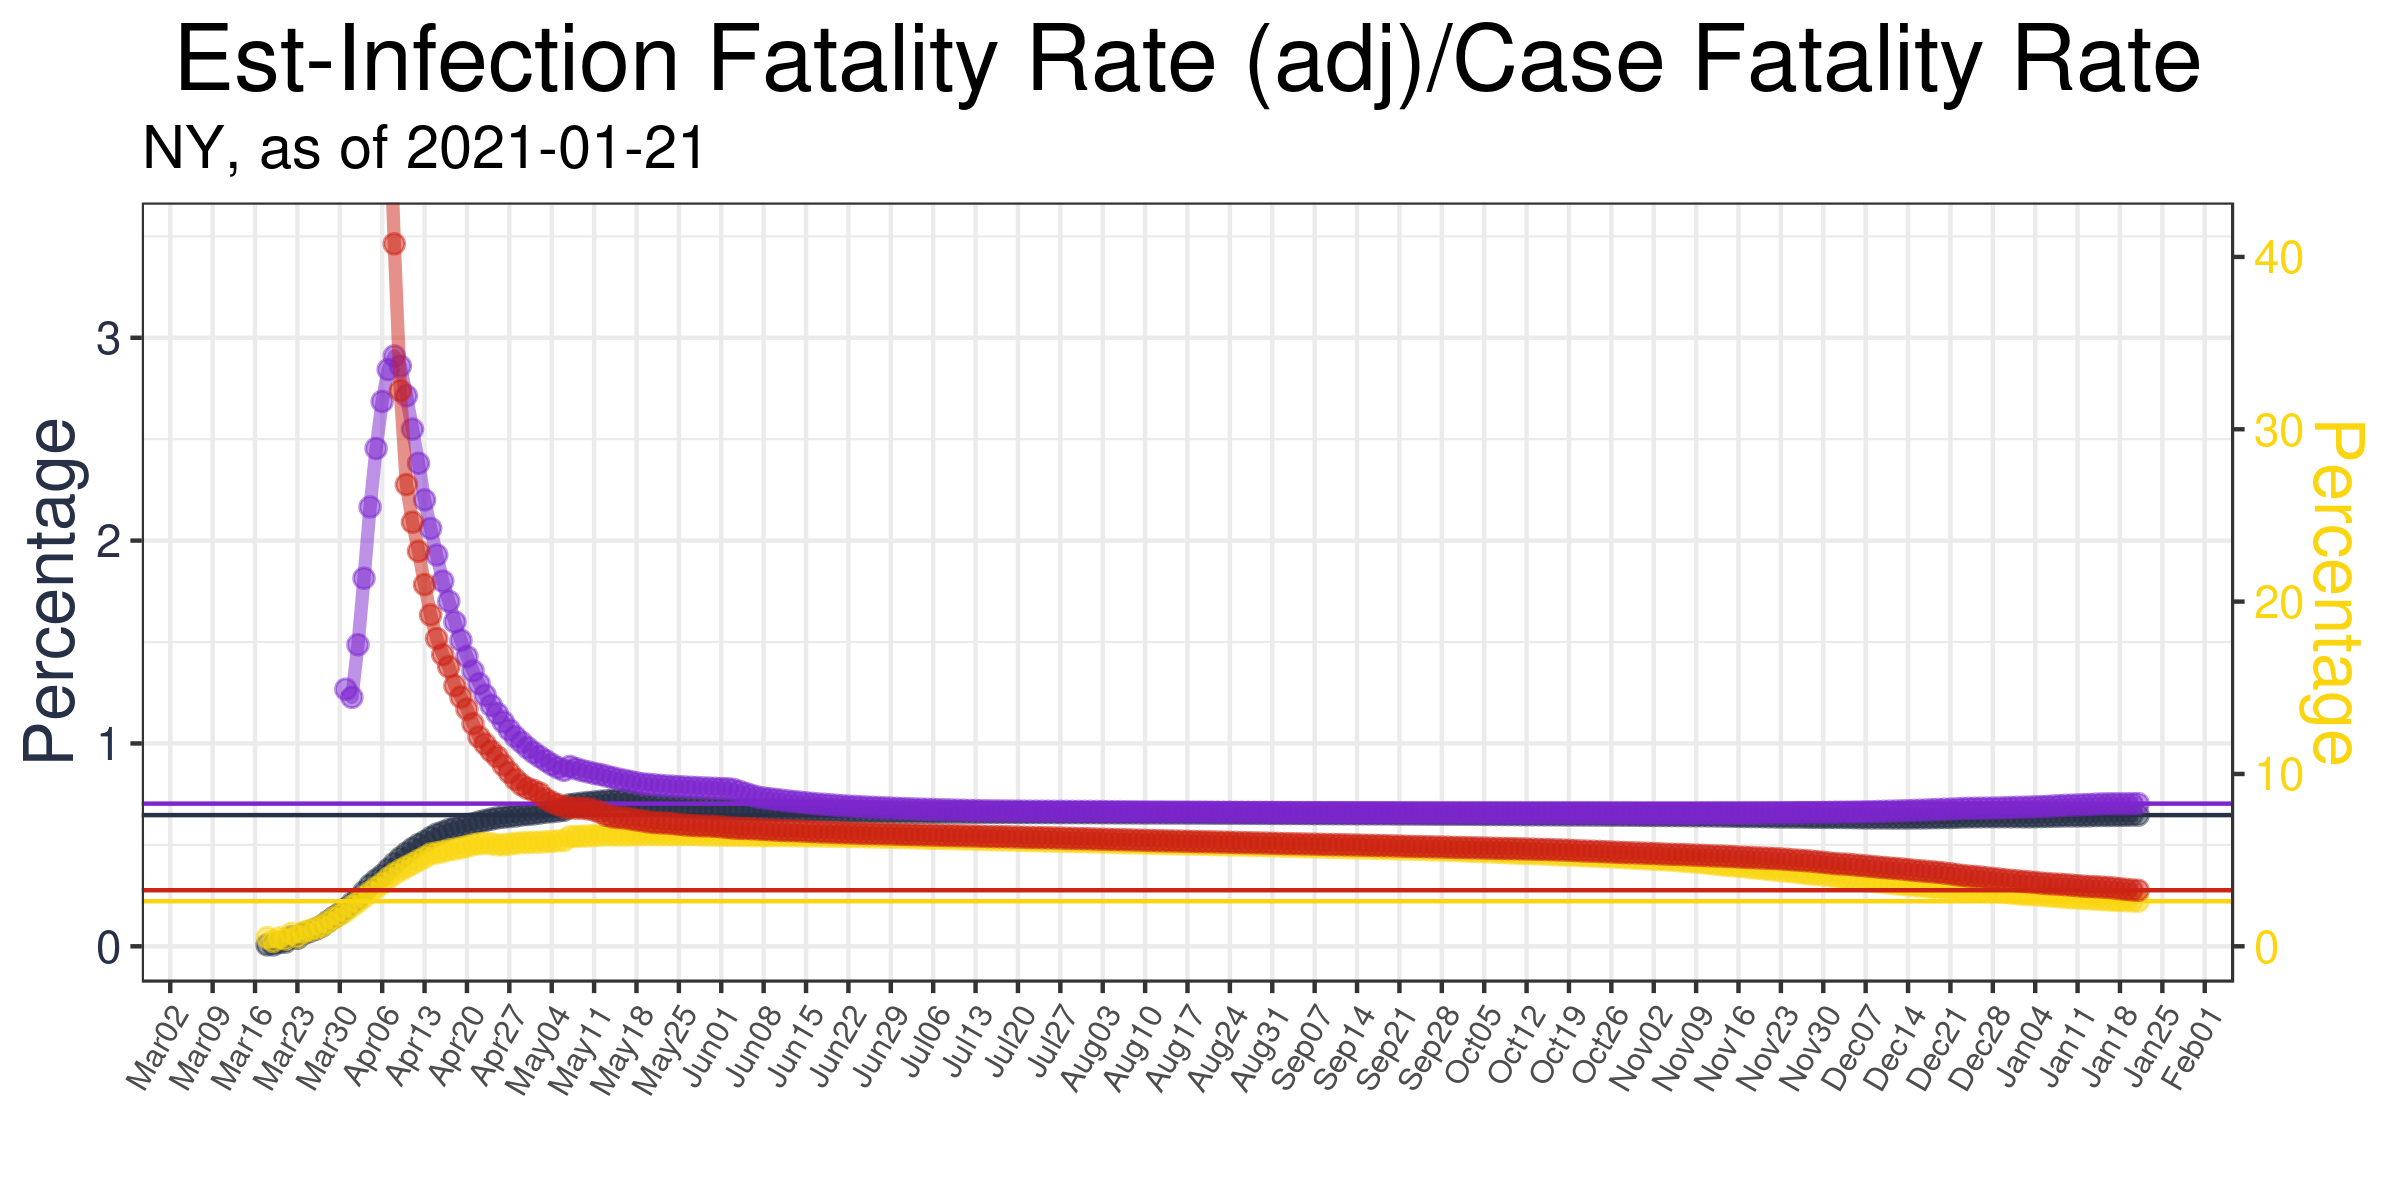 Est-Infection Fatality Rate (adj)/Case Fatality Rate
NY, as of 2021-01-21
Percentage
3
2
1
0
40
30
20
10
0
Percentage
Mar02 Mar09 Mar16 Mar23 Mar30 Apr06 Apr13 Apr20 Apr27 May04 May11 May18 May25 Jun01 Jun08 Jun15 Jun22 Jun29 Jul06 Jul13 Jul20 Jul27 Aug03 Aug10 Aug17 Aug24 Aug31 Sep07 Sep14 Sep21 Sep28 Oct05 Oct12 Oct19 Oct26 Nov02 Nov09 Nov16 Nov23 Nov30 Dec07 Dec14 Dec21 Dec28 Jan04 Jan11 Jan18 Jan25 Feb01